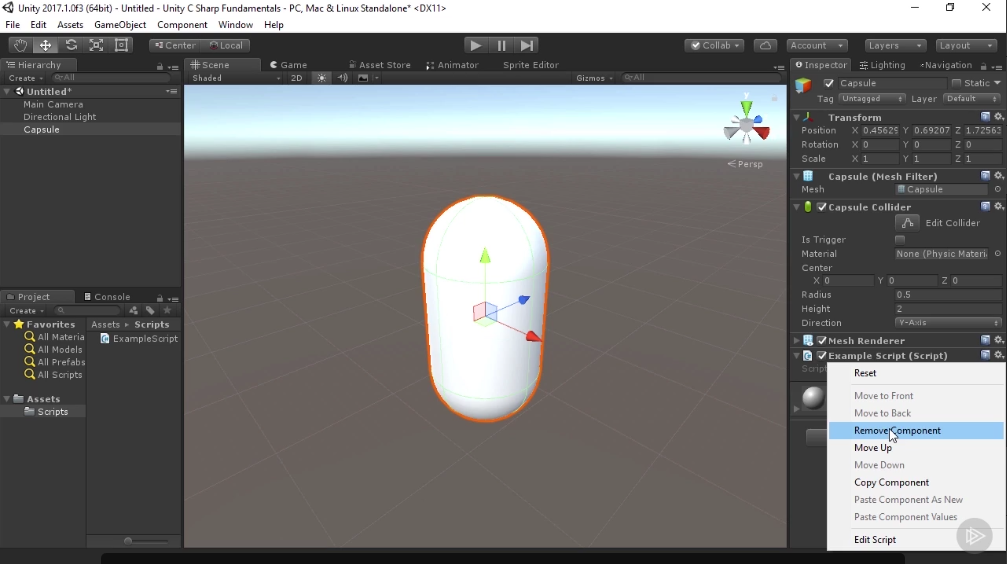 Unity 2017.1.0f3 (64bit) - Untitled - Unity C Sharp Fundamentals - PC, Mac & Linux Standalone* <DX11>
File Edit Assets GameObject Component Window Help
Center Local Collab Account Layers Layout
Hierarchy
Create All
Untitled*
Main Camera
Directional Light
Capsule
Scene Game Asset Store Animator Sprite Editor
Shaded 2D Gizmos All
Y
Persp
Project Console
Create
Favorites
All Materia
All Models
All Prefabs
All Scripts
Assets
Scripts
Assets Scripts
ExampleScript
Inspector Lighting Navigation
Capsule Static
Tag Untagged Layer Default
Transform
Position X 0.45629 Y 0.69207 Z 1.72563
Rotation X 0 Y 0 Z 0
Scale X 1 Y 1 Z 1
Capsule (Mesh Filter)
Mesh Capsule
Capsule Collider
Edit Collider
Is Trigger
Material None (Physic Materi
Center
X 0 Y 0 Z 0
Radius 0.5
Height 2
Direction Y-Axis
Mesh Renderer
Example Script (Script)
Script
Reset
Move to Front
Move to Back
Remove Component
Move Up
Move Down
Copy Component
Paste Component As New
Paste Component Values
Edit Script